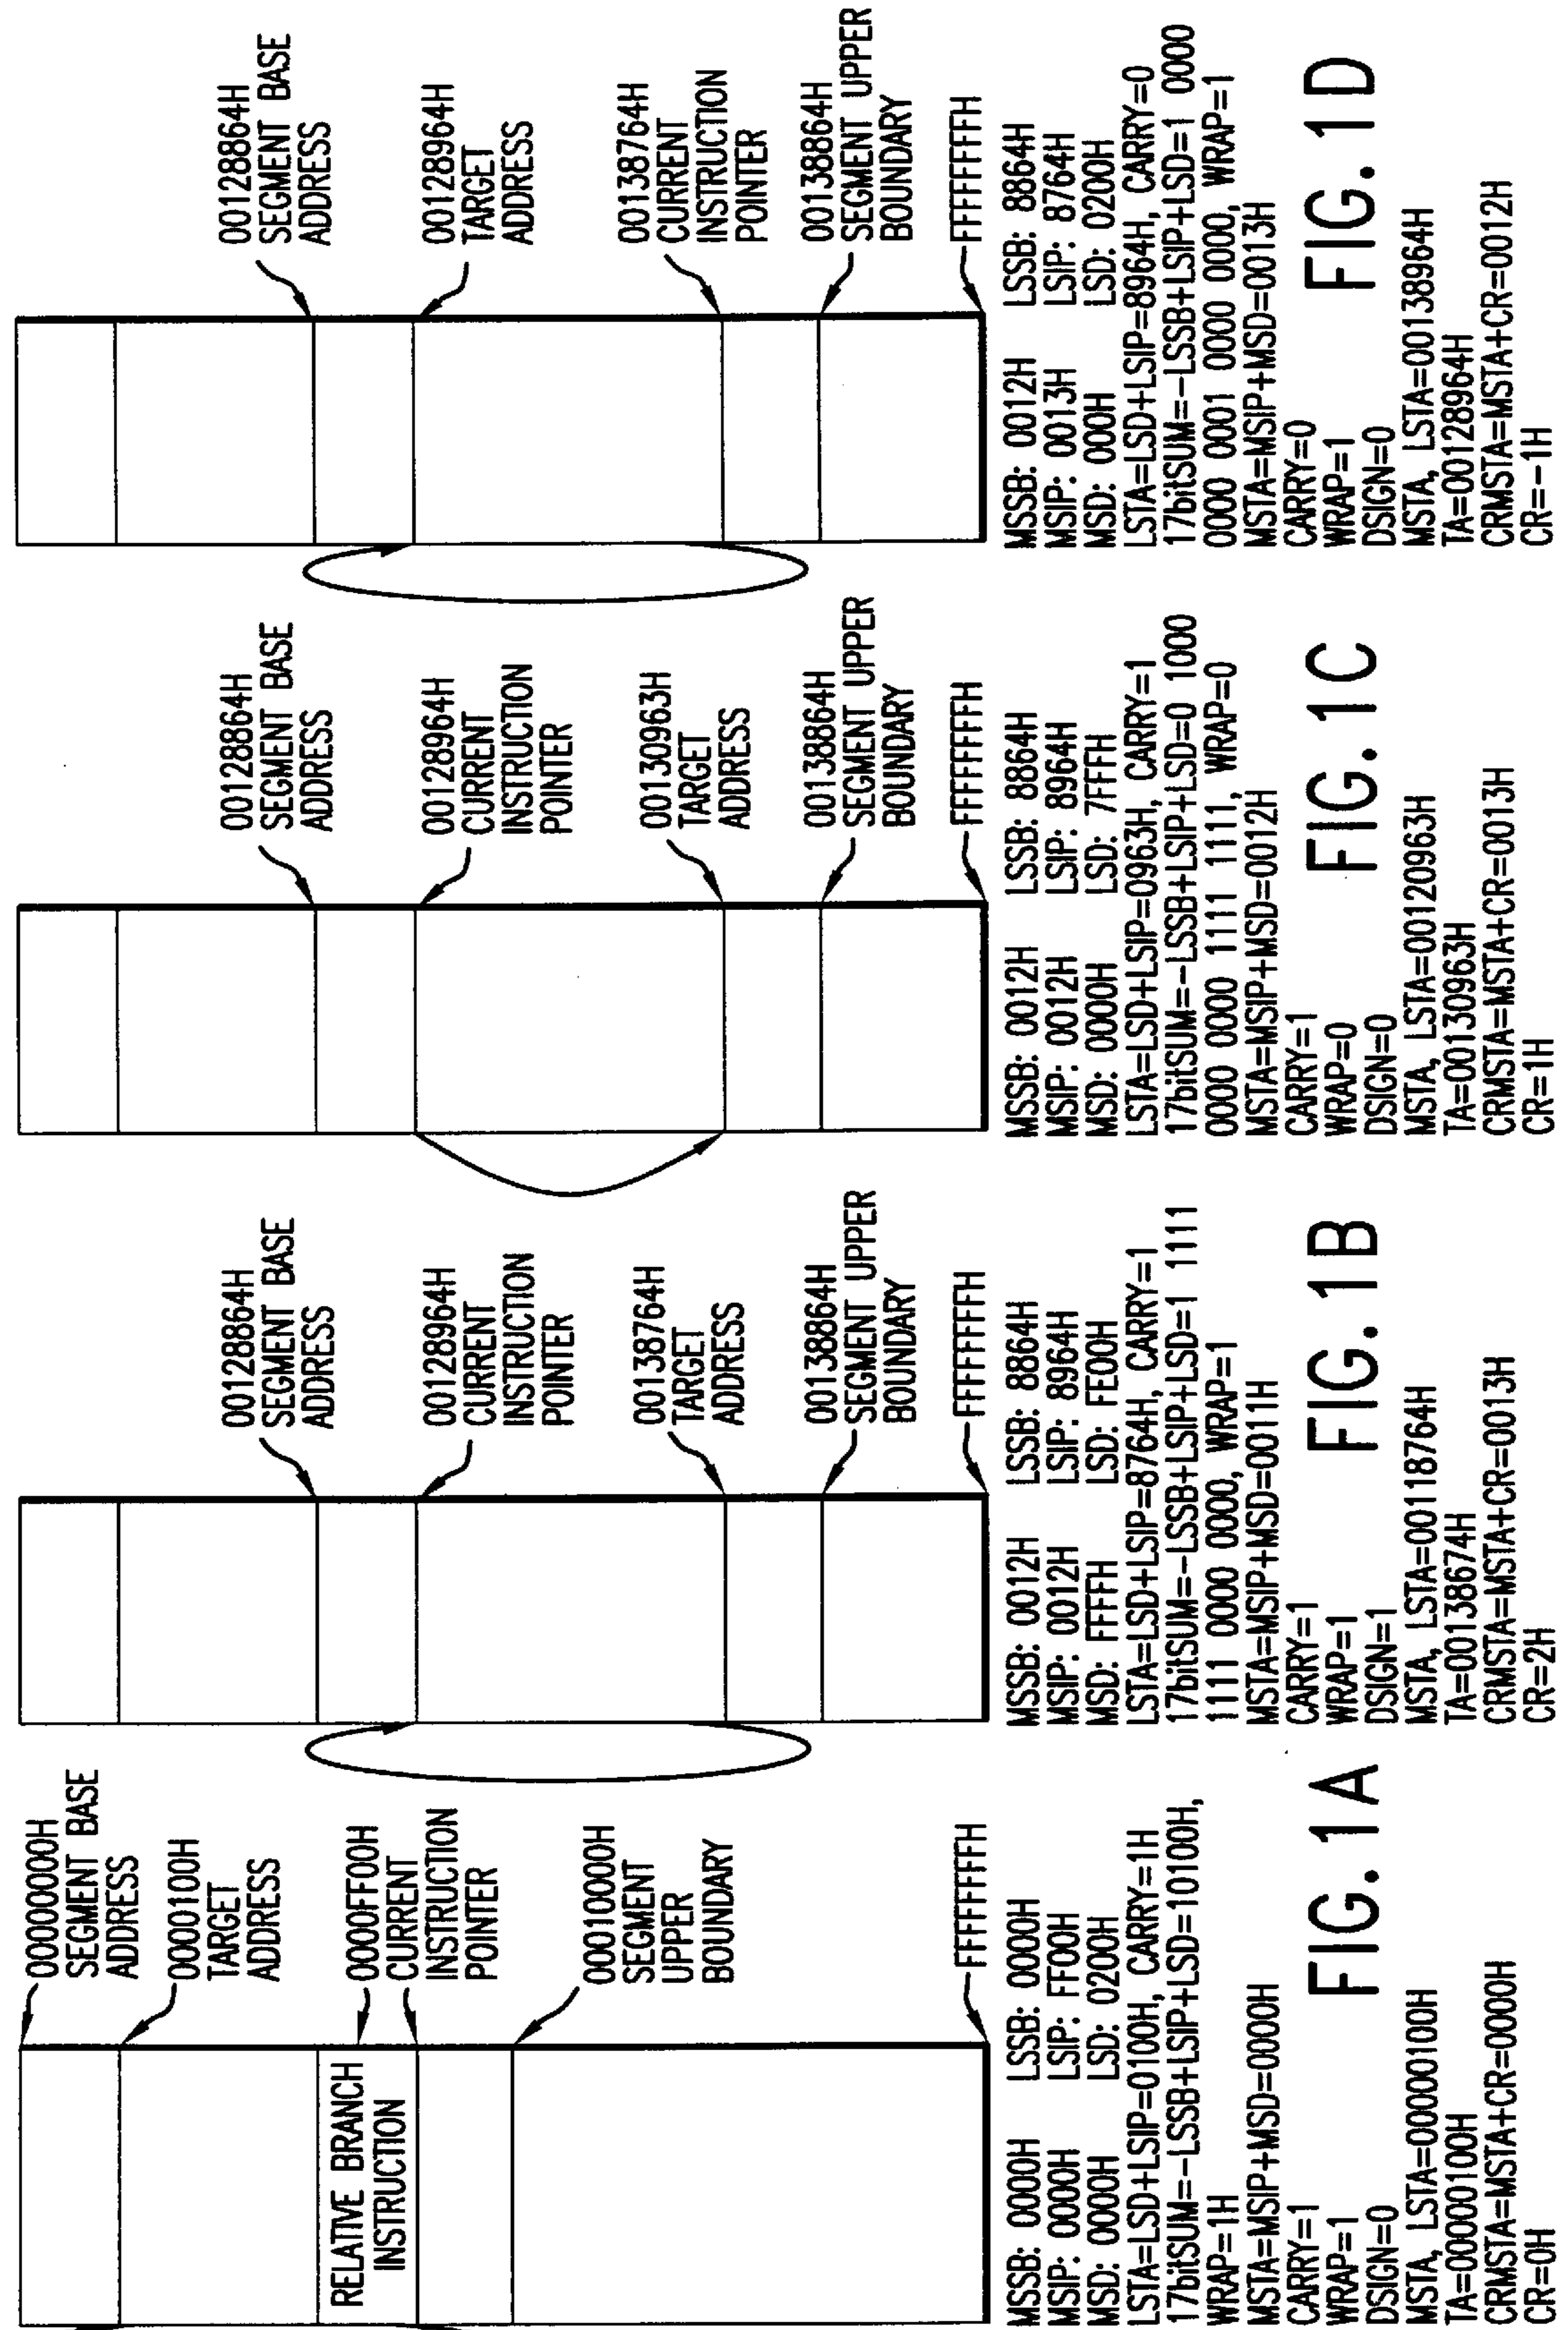 00000000H
SEGMENT BASE
ADDRESS
0000100H
TARGET
ADDRESS
RELATIVE BRANCH
INSTRUCTION
0000FF00H
CURRENT
INSTRUCTION
POINTER
00010000H
SEGMENT
UPPER
BOUNDARY
FFFFFFFFH
MSSB: 0000H LSSB: 0000H
MSIP: 0000H LSIP: FF00H
MSD: 0000H LSD: 0200H
LSTA=LSD+LSIP=0100H, CARRY=1H
17bitSUM=-LSSB+LSIP+LSD=10100H,
WRAP=1H
MSTA=MSIP+MSD=0000H
CARRY=1
WRAP=1
DSIGN=0
MSTA, LSTA=00000100H
TA=00000100H
CRMSTA=MSTA+CR=0000H
CR=0H
FIG. 1A
00128864H
SEGMENT BASE
ADDRESS
00128964H
CURRENT
INSTRUCTION
POINTER
00138764H
TARGET
ADDRESS
00138864H
SEGMENT UPPER
BOUNDARY
FFFFFFFFH
MSSB: 0012H LSSB: 8864H
MSIP: 0012H LSIP: 8964H
MSD: FFFFH LSD: FE00H
LSTA=LSD+LSIP=8764H, CARRY=1
17bitSUM=-LSSB+LSIP+LSD=1 1111
1111 0000 0000, WRAP=1
MSTA=MSIP+MSD=0011H
CARRY=1
WRAP=1
DSIGN=1
MSTA, LSTA=00118764H
TA=00138674H
CRMSTA=MSTA+CR=0013H
CR=2H
FIG. 1B
00128864H
SEGMENT BASE
ADDRESS
00128964H
CURRENT
INSTRUCTION
POINTER
00130963H
TARGET
ADDRESS
00138864H
SEGMENT UPPER
BOUNDARY
FFFFFFFFH
MSSB: 0012H LSSB: 8864H
MSIP: 0012H LSIP: 8964H
MSD: 0000H LSD: 7FFFH
LSTA=LSD+LSIP=0963H, CARRY=1
17bitSUM=-LSSB+LSIP+LSD=0 1000
0000 0000 1111 1111, WRAP=0
MSTA=MSIP+MSD=0012H
CARRY=1
WRAP=0
DSIGN=0
MSTA, LSTA=00120963H
TA=00130963H
CRMSTA=MSTA+CR=0013H
CR=1H
FIG. 1C
00128864H
SEGMENT BASE
ADDRESS
00128964H
TARGET
ADDRESS
00138764H
CURRENT
INSTRUCTION
POINTER
00138864H
SEGMENT UPPER
BOUNDARY
FFFFFFFFH
MSSB: 0012H LSSB: 8864H
MSIP: 0013H LSIP: 8764H
MSD: 000H LSD: 0200H
LSTA=LSD+LSIP=8964H, CARRY=0
17bitSUM=-LSSB+LSIP+LSD=1 0000
0000 0001 0000 0000, WRAP=1
MSTA=MSIP+MSD=0013H
CARRY=0
WRAP=1
DSIGN=0
MSTA, LSTA=00138964H
TA=00128964H
CRMSTA=MSTA+CR=0012H
CR=-1H
FIG. 1D